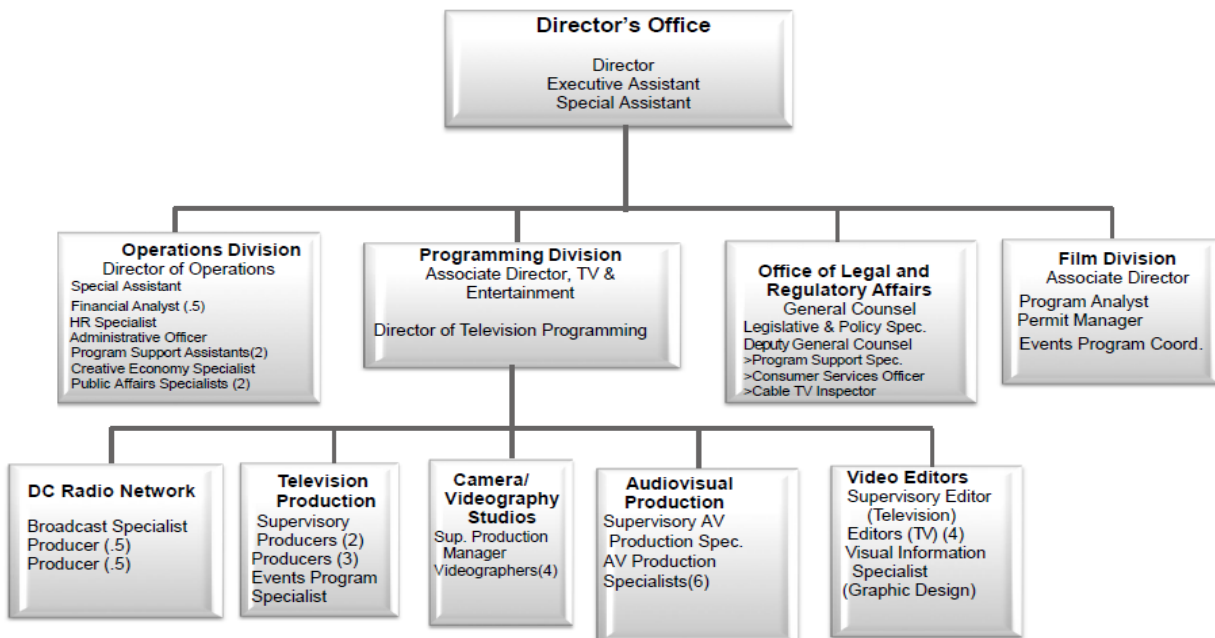 Director's Office
Director
Executive Assistant
Special Assistant
Operations Division
Director of Operations
Special Assistant
Financial Analyst (.5)
HR Specialist
Administrative Officer
Program Support Assistants(2)
Creative Economy Specialist
Public Affairs Specialists (2)
Programming Division
Associate Director, TV &
Entertainment
Director of Television Programming
Office of Legal and
Regulatory Affairs
General Counsel
Legislative & Policy Spec.
Deputy General Counsel
>Program Support Spec.
>Consumer Services Officer
>Cable TV Inspector
Film Division
Associate Director
Program Analyst
Permit Manager
Events Program Coord.
DC Radio Network
Broadcast Specialist
Producer (.5)
Producer (.5)
Television
Production
Supervisory
Producers (2)
Producers (3)
Events Program
Specialist
Camera/
Videography
Studios
Sup. Production
Manager
Videographers(4)
Audiovisual
Production
Supervisory AV
Production Spec.
AV Production
Specialists(6)
Video Editors
Supervisory Editor
(Television)
Editors (TV) (4)
Visual Information
Specialist
(Graphic Design)